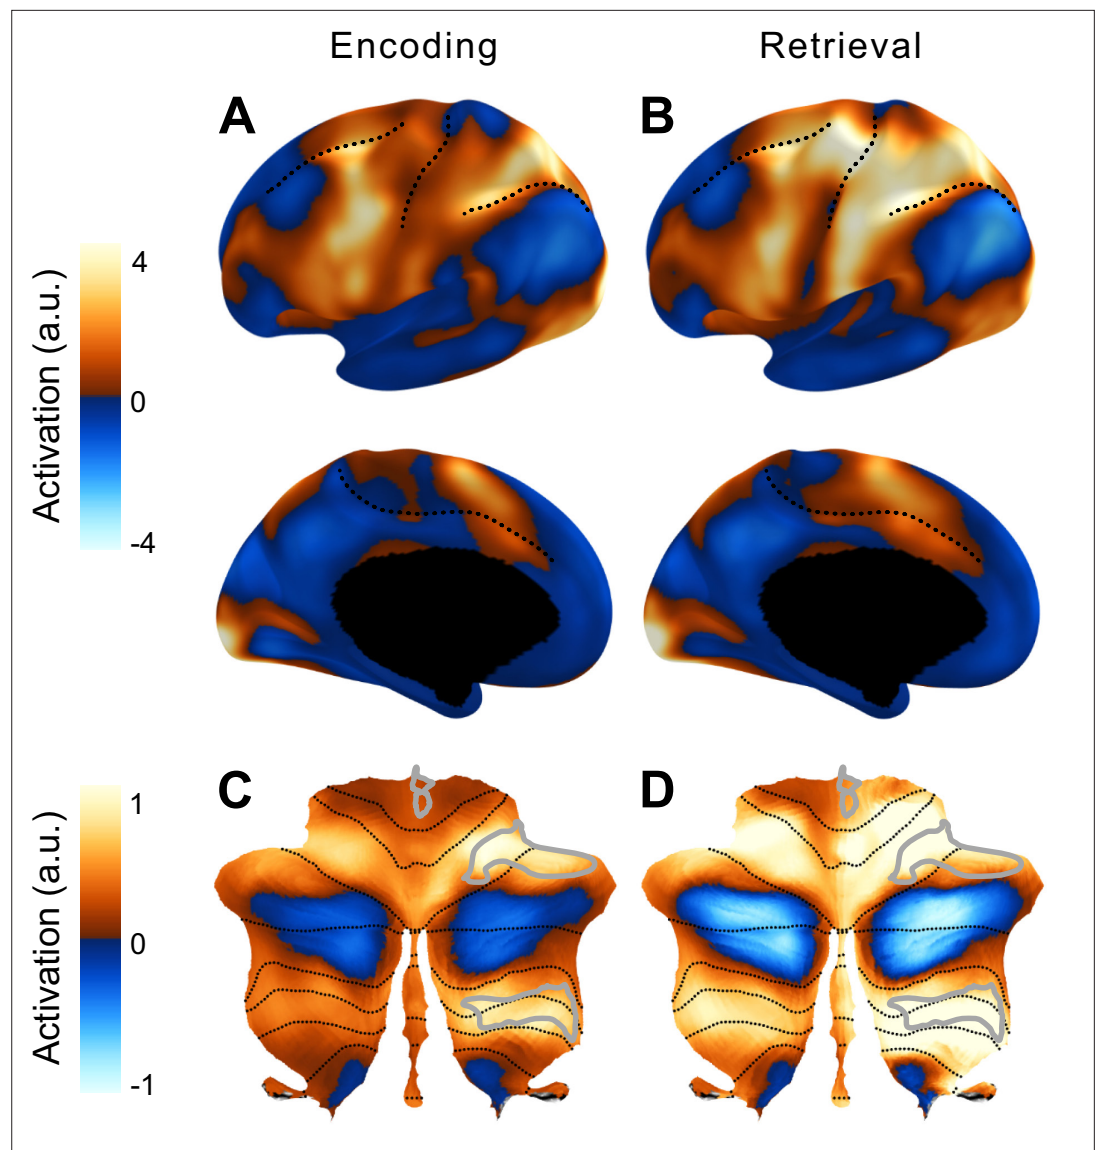 Encoding
Retrieval
A
B
Activation (a.u.)
4
0
-4
C
D
Activation (a.u.)
1
0
-1